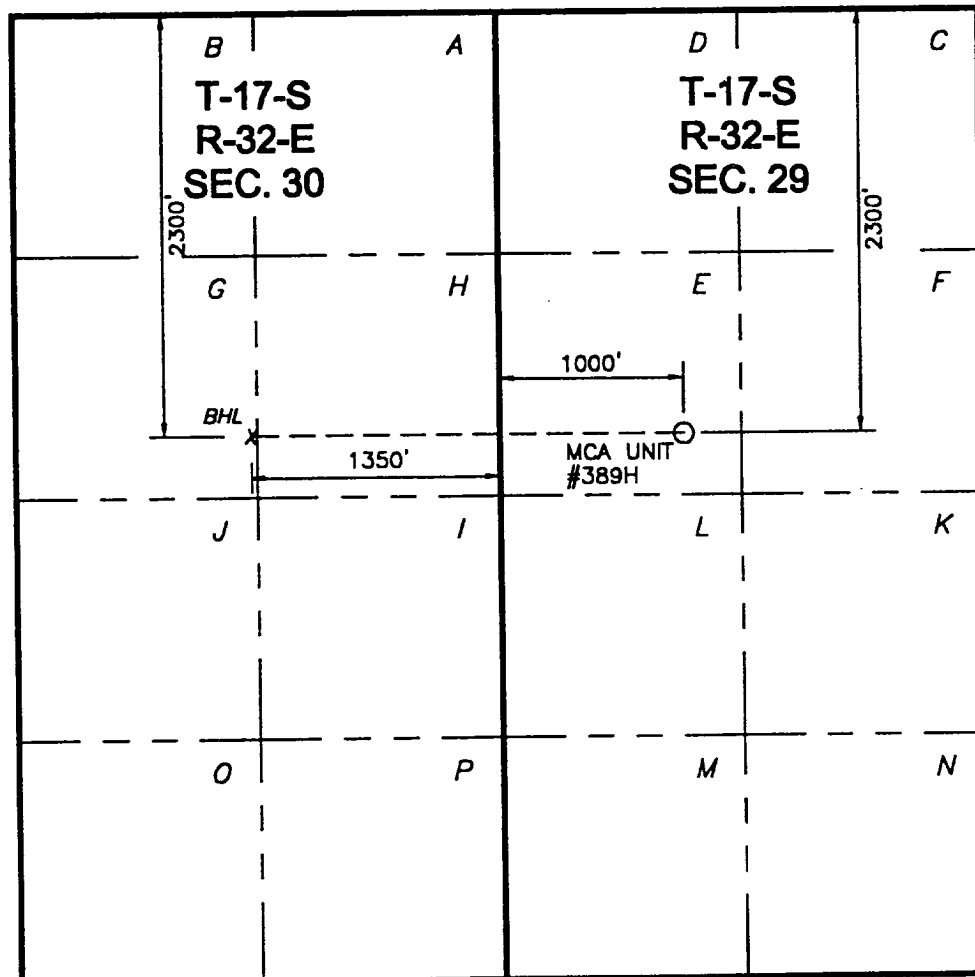 B
A
D
C
T-17-S
R-32-E
SEC. 30
T-17-S
R-32-E
SEC. 29
2300'
2300'
G
H
E
F
1000'
BHL
X
1350'
MCA UNIT
#389H
J
I
L
K
O
P
M
N